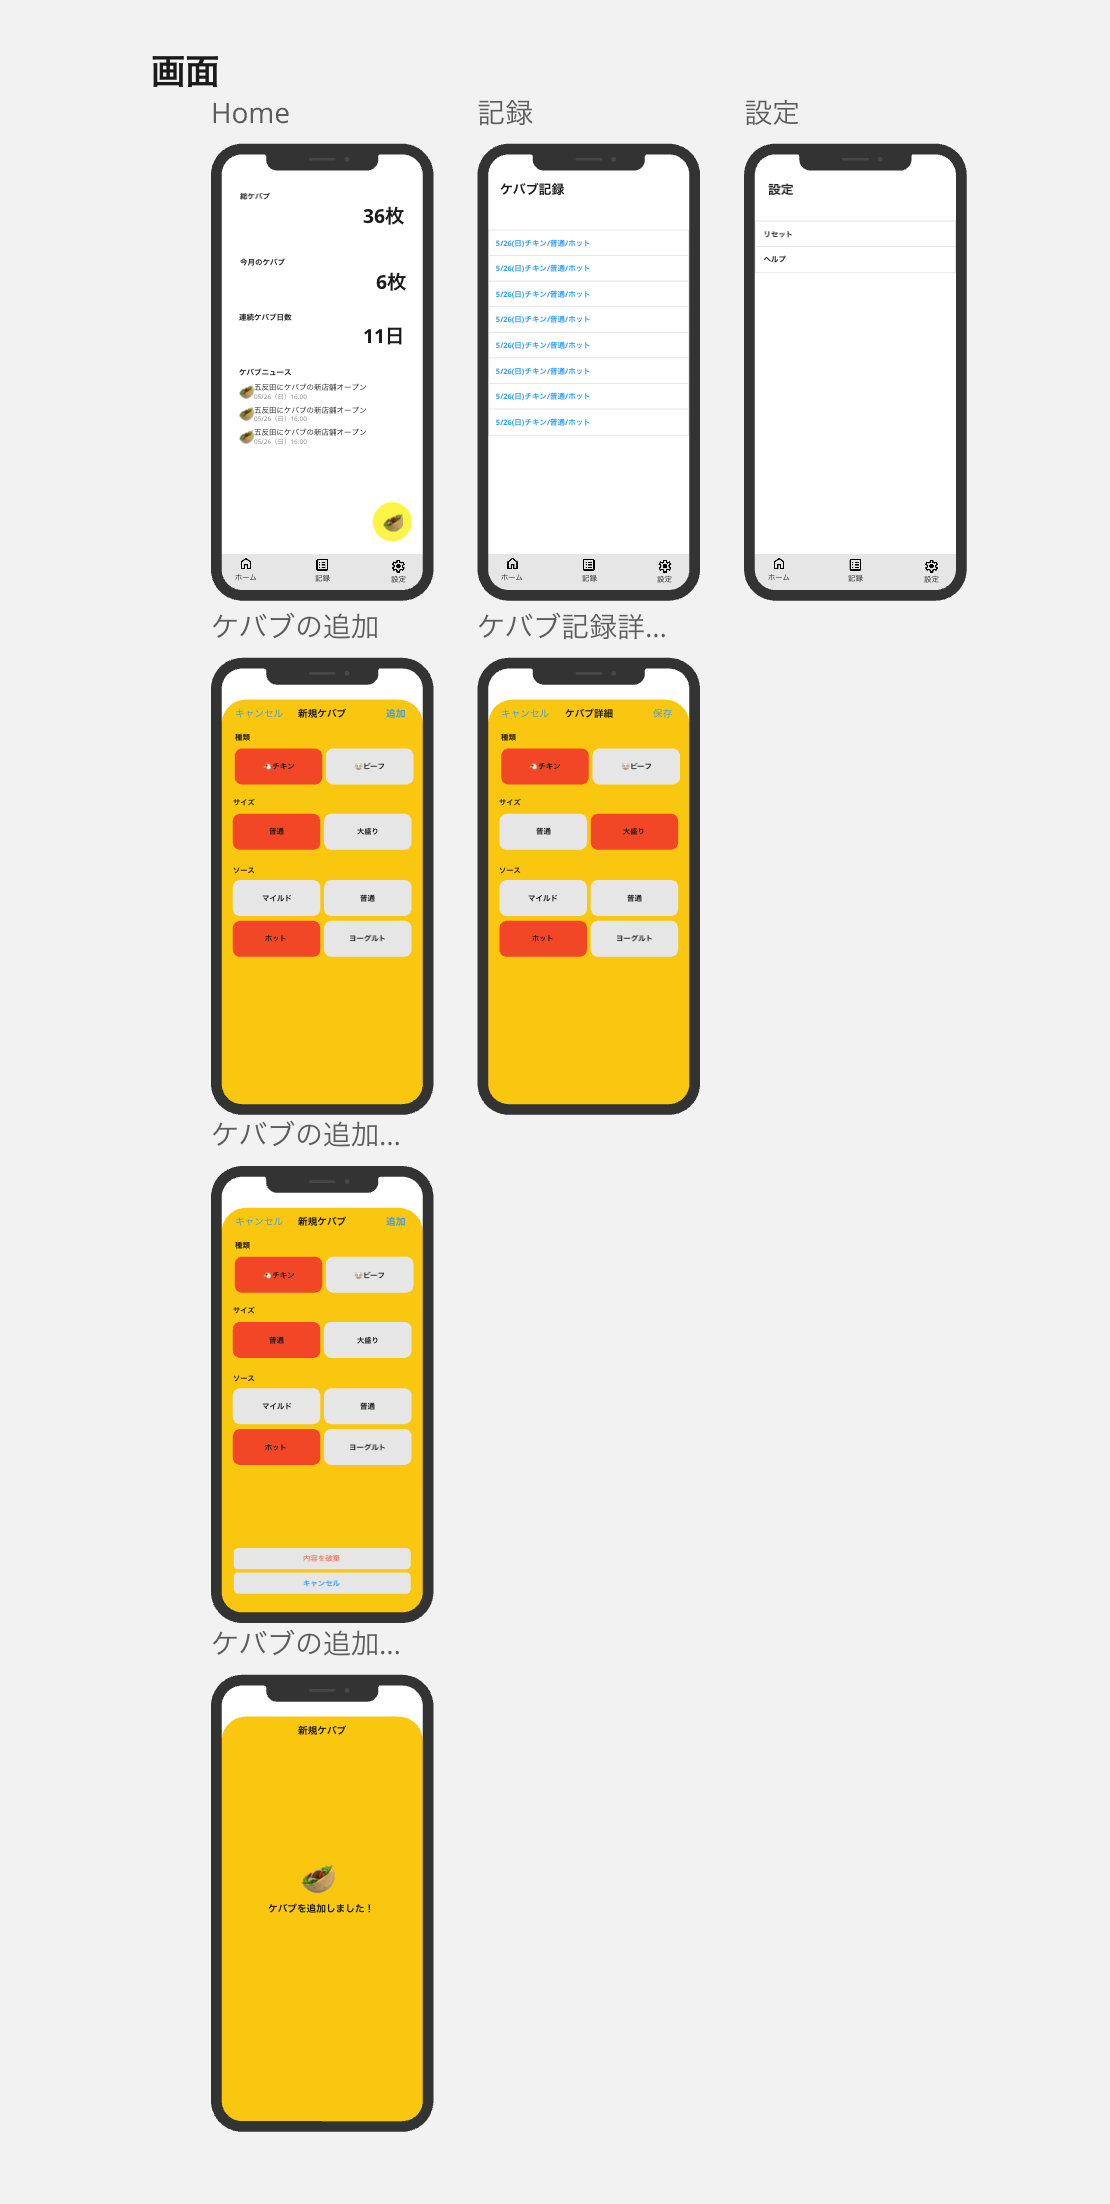 画面
Home
総ケバブ
36枚
今月のケバブ
6枚
連続ケバブ日数
11日
ケバブニュース
五反田にケバブの新店舗オープン
05/26（日）16:00
五反田にケバブの新店舗オープン
05/26（日）16:00
五反田にケバブの新店舗オープン
05/26（日）16:00
ホーム 記録 設定
記録
ケバブ記録
5/26(日)チキン/普通/ホット
5/26(日)チキン/普通/ホット
5/26(日)チキン/普通/ホット
5/26(日)チキン/普通/ホット
5/26(日)チキン/普通/ホット
5/26(日)チキン/普通/ホット
5/26(日)チキン/普通/ホット
5/26(日)チキン/普通/ホット
ホーム 記録 設定
設定
設定
リセット
ヘルプ
ホーム 記録 設定
ケバブの追加
キャンセル 新規ケバブ 追加
種類
チキン ビーフ
サイズ
普通 大盛り
ソース
マイルド 普通
ホット ヨーグルト
ケバブ記録詳...
キャンセル ケバブ詳細 保存
種類
チキン ビーフ
サイズ
普通 大盛り
ソース
マイルド 普通
ホット ヨーグルト
ケバブの追加...
キャンセル 新規ケバブ 追加
種類
チキン ビーフ
サイズ
普通 大盛り
ソース
マイルド 普通
ホット ヨーグルト
内容を破棄
キャンセル
ケバブの追加...
新規ケバブ
ケバブを追加しました！